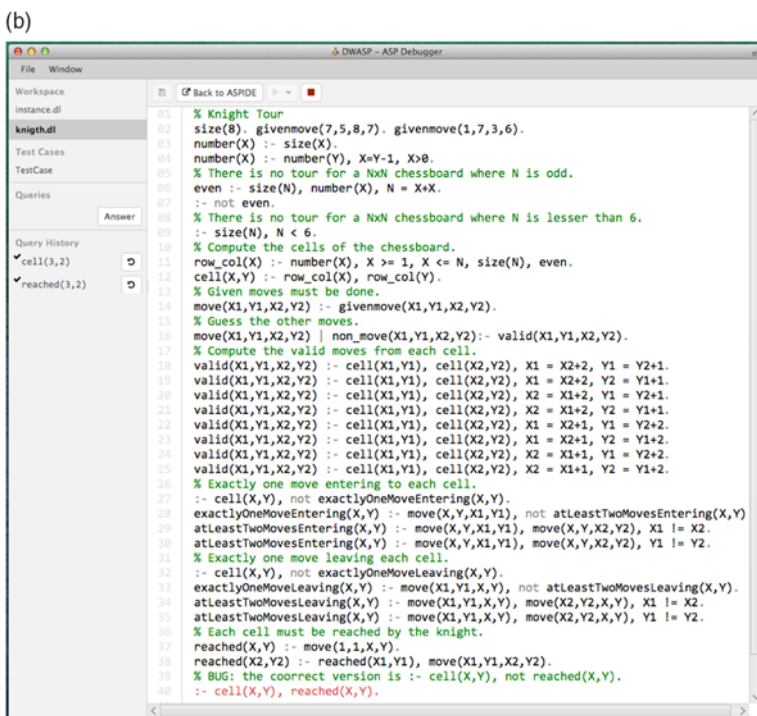 (b)
DWASP – ASP Debugger
File Window
Workspace
instance.dl
knigth.dl
Test Cases
TestCase
Queries
Answer
Query History
cell(3,2)
reached(3,2)
Back to ASPIDE
01 % Knight Tour
02 size(8). givenmove(7,5,8,7). givenmove(1,7,3,6).
03 number(X) :- size(X).
04 number(X) :- number(Y), X=Y-1, X>0.
05 % There is no tour for a NxN chessboard where N is odd.
06 even :- size(N), number(X), N = X+X.
07 :- not even.
08 % There is no tour for a NxN chessboard where N is lesser than 6.
09 :- size(N), N < 6.
10 % Compute the cells of the chessboard.
11 row_col(X) :- number(X), X >= 1, X <= N, size(N), even.
12 cell(X,Y) :- row_col(X), row_col(Y).
13 % Given moves must be done.
14 move(X1,Y1,X2,Y2) :- givenmove(X1,Y1,X2,Y2).
15 % Guess the other moves.
16 move(X1,Y1,X2,Y2) | non_move(X1,Y1,X2,Y2):- valid(X1,Y1,X2,Y2).
17 % Compute the valid moves from each cell.
18 valid(X1,Y1,X2,Y2) :- cell(X1,Y1), cell(X2,Y2), X1 = X2+2, Y1 = Y2+1.
19 valid(X1,Y1,X2,Y2) :- cell(X1,Y1), cell(X2,Y2), X1 = X2+2, Y2 = Y1+1.
20 valid(X1,Y1,X2,Y2) :- cell(X1,Y1), cell(X2,Y2), X2 = X1+2, Y1 = Y2+1.
21 valid(X1,Y1,X2,Y2) :- cell(X1,Y1), cell(X2,Y2), X2 = X1+2, Y2 = Y1+1.
22 valid(X1,Y1,X2,Y2) :- cell(X1,Y1), cell(X2,Y2), X1 = X2+1, Y1 = Y2+2.
23 valid(X1,Y1,X2,Y2) :- cell(X1,Y1), cell(X2,Y2), X1 = X2+1, Y2 = Y1+2.
24 valid(X1,Y1,X2,Y2) :- cell(X1,Y1), cell(X2,Y2), X2 = X1+1, Y1 = Y2+2.
25 valid(X1,Y1,X2,Y2) :- cell(X1,Y1), cell(X2,Y2), X2 = X1+1, Y2 = Y1+2.
26 % Exactly one move entering to each cell.
27 :- cell(X,Y), not exactlyOneMoveEntering(X,Y).
28 exactlyOneMoveEntering(X,Y) :- move(X,Y,X1,Y1), not atLeastTwoMovesEntering(X,Y)
29 atLeastTwoMovesEntering(X,Y) :- move(X,Y,X1,Y1), move(X,Y,X2,Y2), X1 != X2.
30 atLeastTwoMovesEntering(X,Y) :- move(X,Y,X1,Y1), move(X,Y,X2,Y2), Y1 != Y2.
31 % Exactly one move leaving each cell.
32 :- cell(X,Y), not exactlyOneMoveLeaving(X,Y).
33 exactlyOneMoveLeaving(X,Y) :- move(X1,Y1,X,Y), not atLeastTwoMovesLeaving(X,Y).
34 atLeastTwoMovesLeaving(X,Y) :- move(X1,Y1,X,Y), move(X2,Y2,X,Y), X1 != X2.
35 atLeastTwoMovesLeaving(X,Y) :- move(X1,Y1,X,Y), move(X2,Y2,X,Y), Y1 != Y2.
36 % Each cell must be reached by the knight.
37 reached(X,Y) :- move(1,1,X,Y).
38 reached(X2,Y2) :- reached(X1,Y1), move(X1,Y1,X2,Y2).
39 % BUG: the coorrect version is :- cell(X,Y), not reached(X,Y).
40 :- cell(X,Y), reached(X,Y).